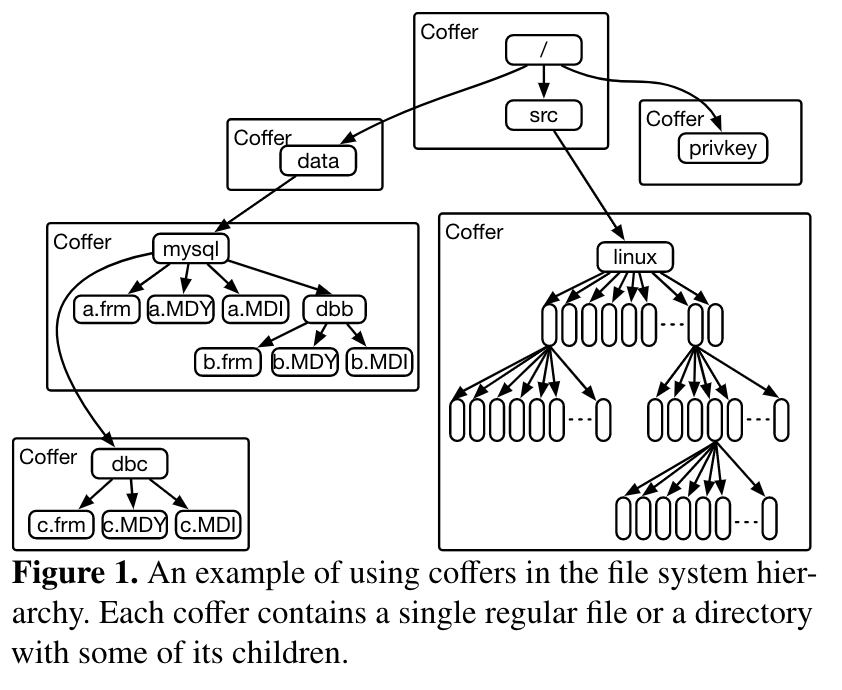 Coffer
/
src
Coffer
data
Coffer
privkey
Coffer
mysql
a.frm
a.MDY
a.MDI
dbb
b.frm
b.MDY
b.MDI
Coffer
linux
Coffer
dbc
c.frm
c.MDY
c.MDI
Figure 1. An example of using coffers in the file system hier-
archy. Each coffer contains a single regular file or a directory
with some of its children.